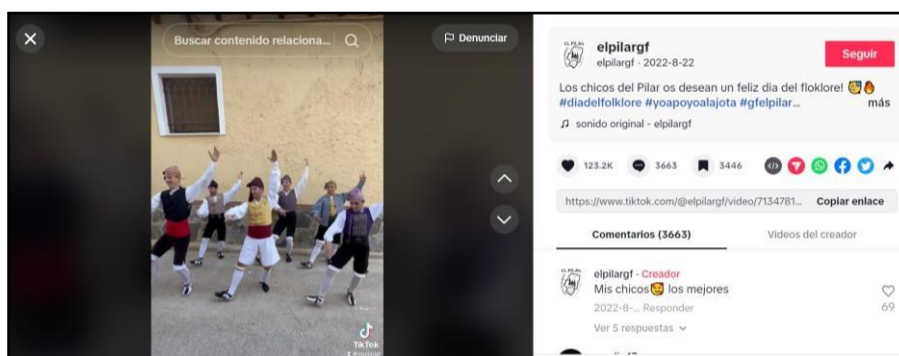 Buscar contenido relaciona...
Denunciar
TikTok
EL PILAR
elpilargf
elpilargf · 2022-8-22
Seguir
Los chicos del Pilar os desean un feliz dia del floklore! 🥳🔥
#diadelfolklore #yoapoyoalajota #gfelpilar... más
sonido original - elpilargf
123.2K 3663 3446
https://www.tiktok.com/@elpilargf/video/7134781... Copiar enlace
Comentarios (3663) Videos del creador
elpilargf · Creador
Mis chicos🥰 los mejores
2022-8-... Responder
69
Ver 5 respuestas